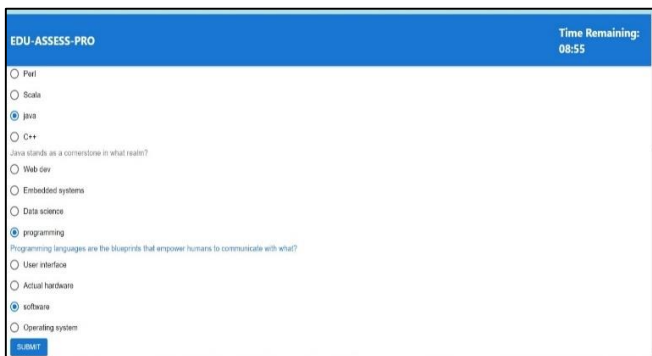 EDU-ASSESS-PRO
Time Remaining:
08:55
Perl
Scala
java
C++
Java stands as a cornerstone in what realm?
Web dev
Embedded systems
Data science
programming
Programming languages are the blueprints that empower humans to communicate with what?
User interface
Actual hardware
software
Operating system
SUBMIT